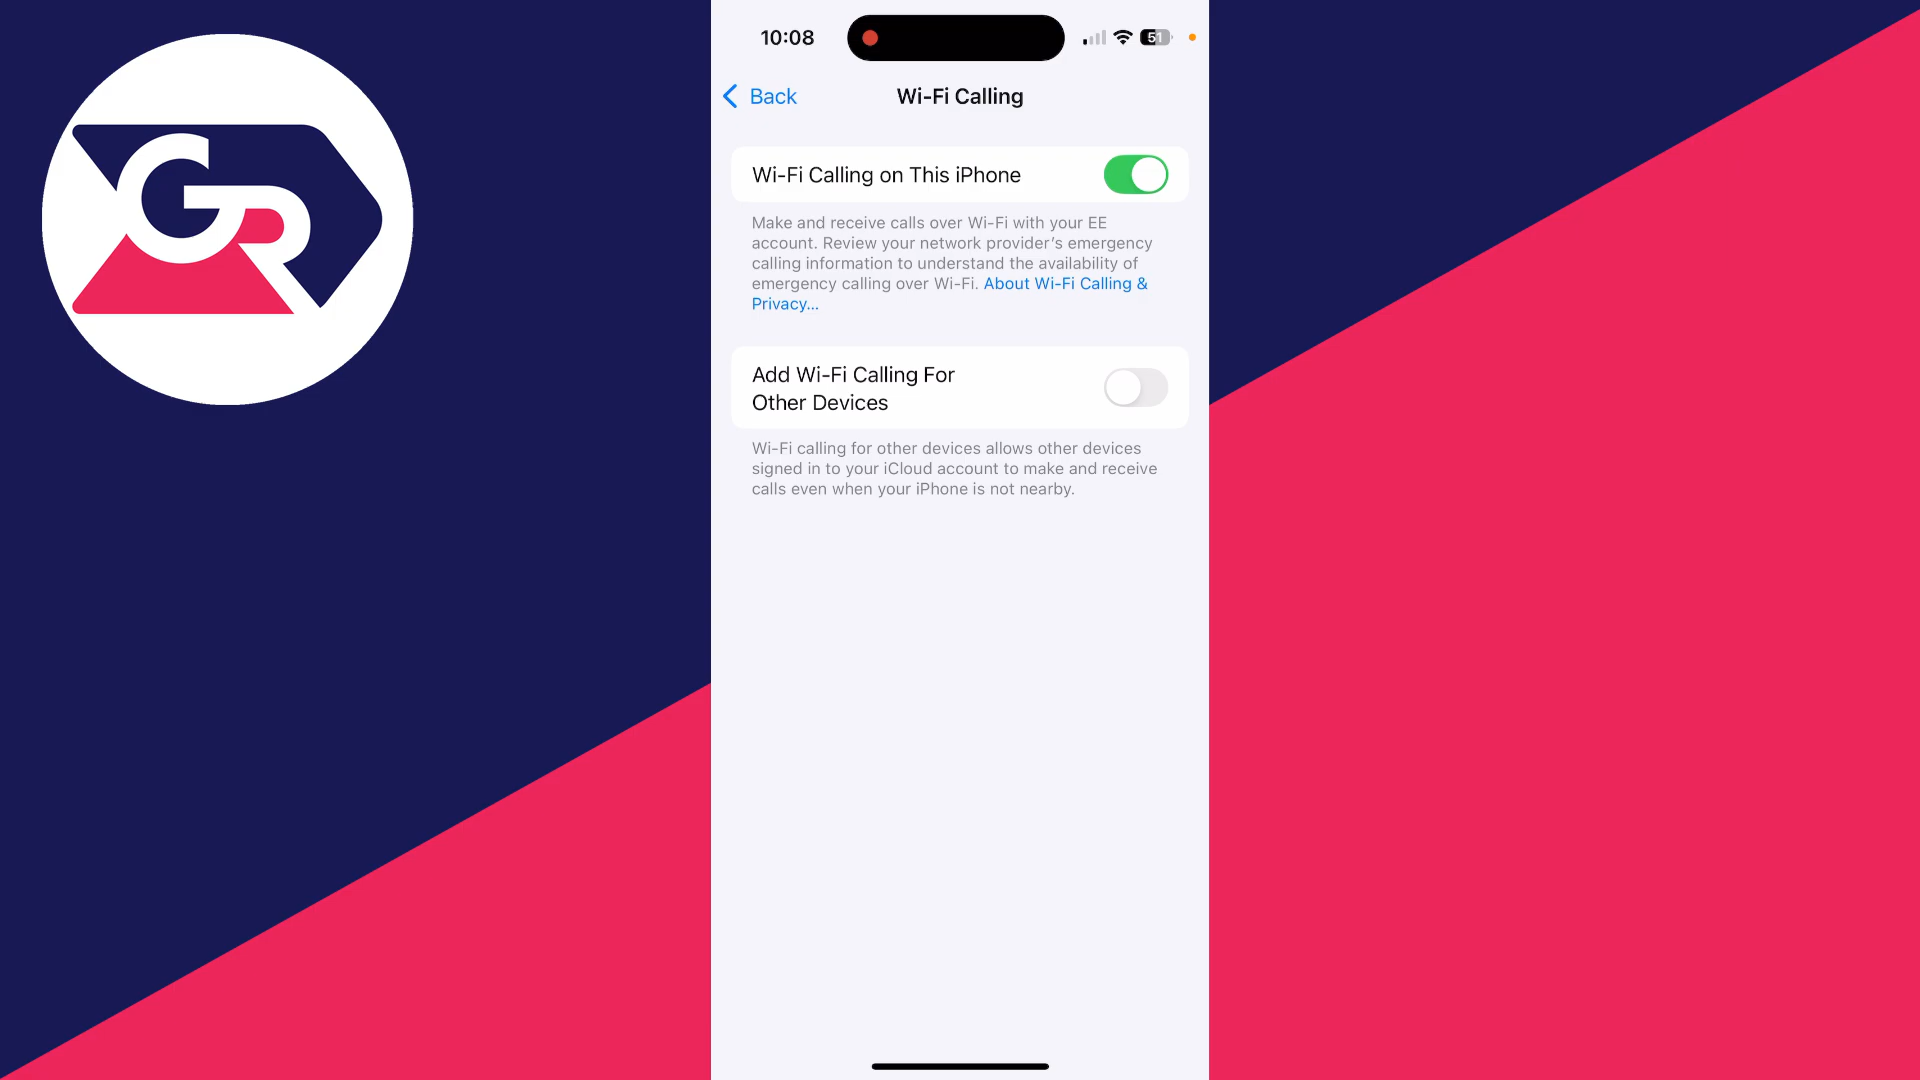 GR
10:08
51
Back
Wi-Fi Calling
Wi-Fi Calling on This iPhone
Make and receive calls over Wi-Fi with your EE
account. Review your network provider's emergency
calling information to understand the availability of
emergency calling over Wi-Fi. About Wi-Fi Calling &
Privacy...
Add Wi-Fi Calling For
Other Devices
Wi-Fi calling for other devices allows other devices
signed in to your iCloud account to make and receive
calls even when your iPhone is not nearby.